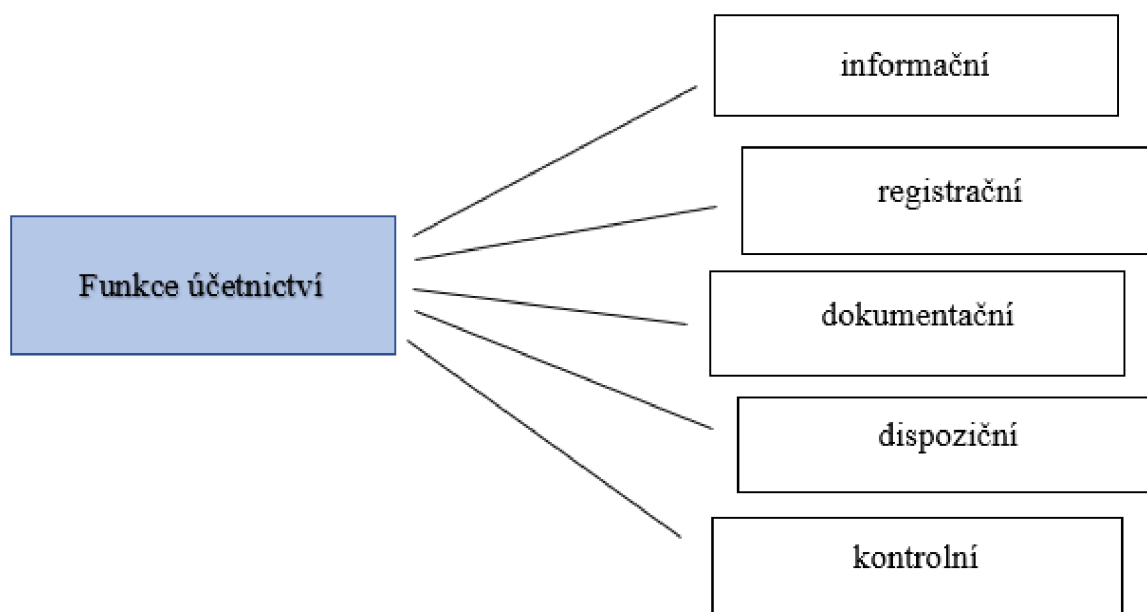 Funkce účetnictví
informační
registrační
dokumentační
dispoziční
kontrolní